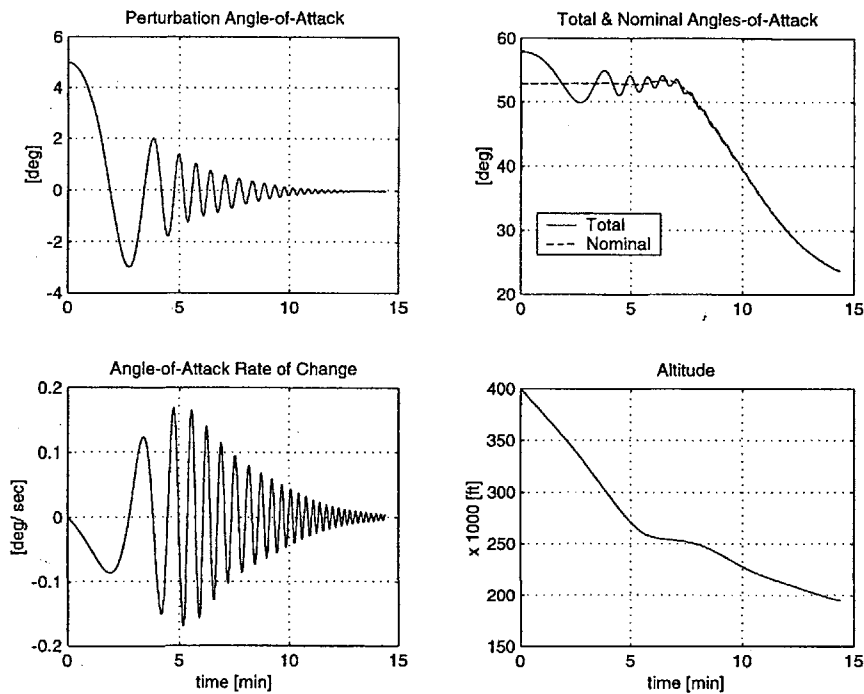 Perturbation Angle-of-Attack
6
4
2
0
-2
-4
[deg]
0 5 10 15
Total & Nominal Angles-of-Attack
60
50
40
30
20
[deg]
Total
Nominal
0 5 10 15
Angle-of-Attack Rate of Change
0.2
0.1
0
-0.1
-0.2
[deg/ sec]
0 5 10 15
time [min]
Altitude
400
350
300
250
200
150
x 1000 [ft]
0 5 10 15
time [min]